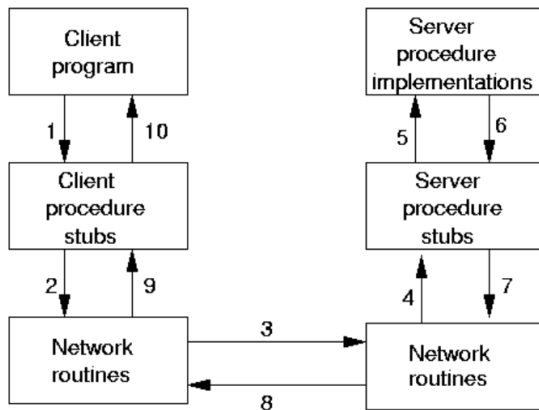 Client
program
Server
procedure
implementations
1
10
5
6
Client
procedure
stubs
Server
procedure
stubs
2
9
4
7
3
Network
routines
Network
routines
8